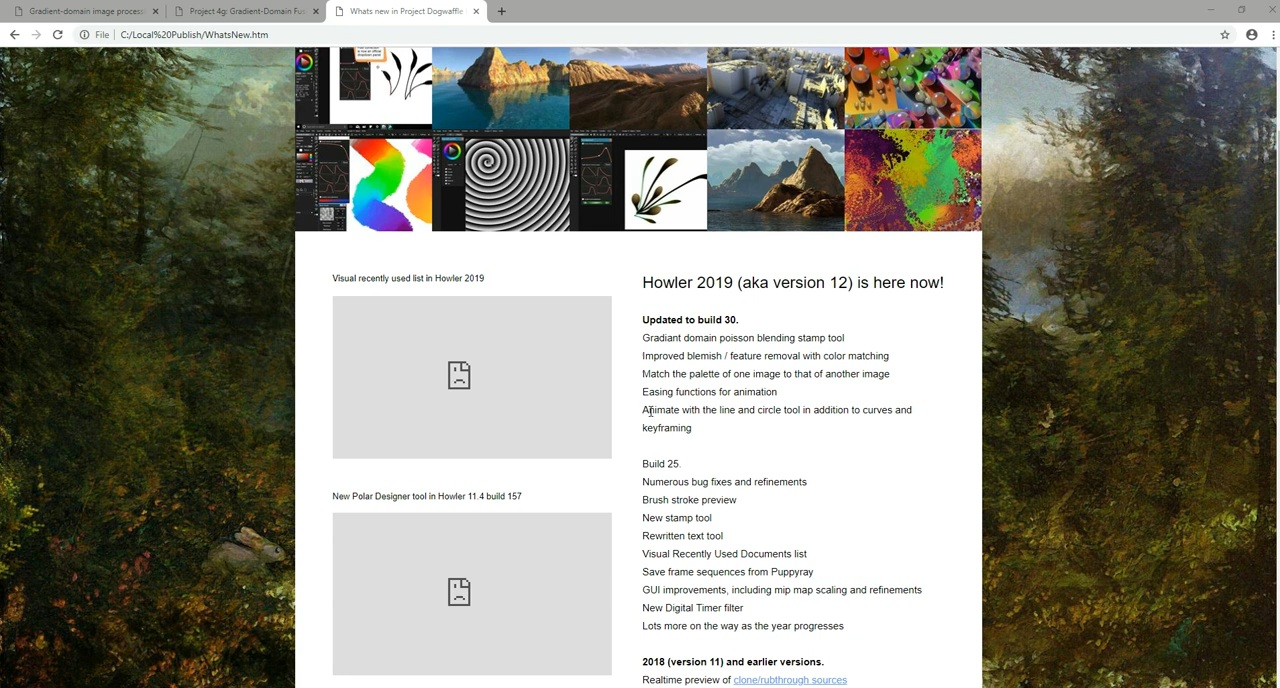 Gradient-domain image process
Project 4g: Gradient-Domain Fus
Whats new in Project Dogwaffle
File
C:/Local%20Publish/WhatsNew.htm
Visual recently used list in Howler 2019
New Polar Designer tool in Howler 11.4 build 157
Howler 2019 (aka version 12) is here now!
Updated to build 30.
Gradiant domain poisson blending stamp tool
Improved blemish / feature removal with color matching
Match the palette of one image to that of another image
Easing functions for animation
Animate with the line and circle tool in addition to curves and
keyframing
Build 25.
Numerous bug fixes and refinements
Brush stroke preview
New stamp tool
Rewritten text tool
Visual Recently Used Documents list
Save frame sequences from Puppyray
GUI improvements, including mip map scaling and refinements
New Digital Timer filter
Lots more on the way as the year progresses
2018 (version 11) and earlier versions.
Realtime preview of clone/rubthrough sources